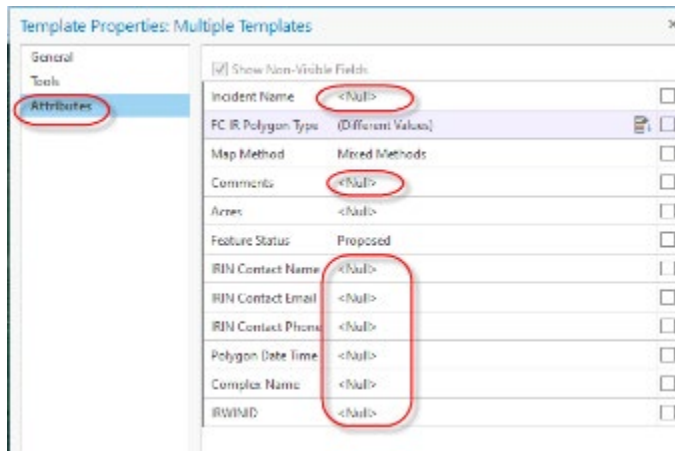 Template Properties: Multiple Templates
General
Tools
Attributes
Show Non-Visible Fields
Incident Name <Null>
FC IR Polygon Type (Different Values)
Map Method Mixed Methods
Comments <Null>
Acres <Null>
Feature Status Proposed
IRIN Contact Name <Null>
IRIN Contact Email <Null>
IRIN Contact Phone <Null>
Polygon Date Time <Null>
Complex Name <Null>
IRWINID <Null>